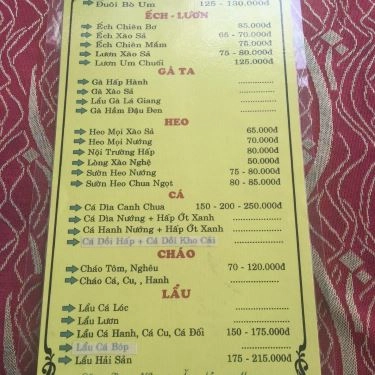 Đuôi Bò Um 125 - 130.000đ
ẾCH - LƯƠN
Ếch Chiên Bơ 85.000đ
Ếch Xào Sả 65 - 70.000đ
Ếch Chiên Mắm 75.000đ
Lươn Xào Sả 75 - 80.000đ
Lươn Um Chuối 125.000đ
GÀ TA
Gà Hấp Hành ..............
Gà Xào Sả ..............
Lẩu Gà Lá Giang ..............
Gà Hầm Đậu Đen ..............
HEO
Heo Mọi Xào Sả 65.000đ
Heo Mọi Nướng 70.000đ
Nội Trường Hấp 80.000đ
Lòng Xào Nghệ 50.000đ
Sườn Heo Nướng 75 - 80.000đ
Sườn Heo Chua Ngọt 80 - 85.000đ
CÁ
Cá Dìa Canh Chua 150 - 200 - 250.000đ
Cá Dìa Nướng + Hấp Ớt Xanh ..............
Cá Hanh Nướng + Hấp Ớt Xanh ..............
Cá Dồi Hấp + Cá Dồi Kho Cải ..............
CHÁO
Cháo Tôm, Nghêu 70 - 120.000đ
Cháo Cá, Cu, , Hanh ..............
LẨU
Lẩu Cá Lóc ..............
Lẩu Lươn ..............
Lẩu Cá Hanh, Cá Cu, Cá Đối 150 - 175.000đ
Lẩu Cá Bóp ..............
Lẩu Hải Sản 175 - 215.000đ